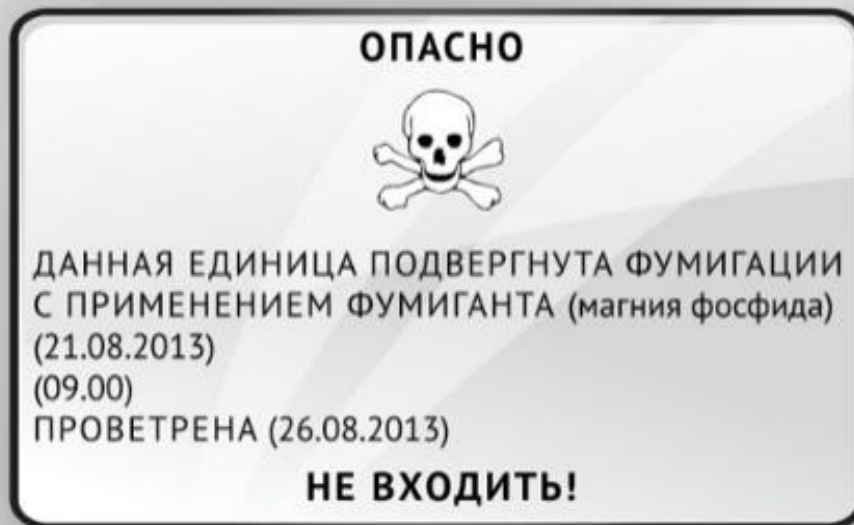 ОПАСНО
ДАННАЯ ЕДИНИЦА ПОДВЕРГНУТА ФУМИГАЦИИ
С ПРИМЕНЕНИЕМ ФУМИГАНТА (магния фосфида)
(21.08.2013)
(09.00)
ПРОВЕТРЕНА (26.08.2013)
НЕ ВХОДИТЬ!